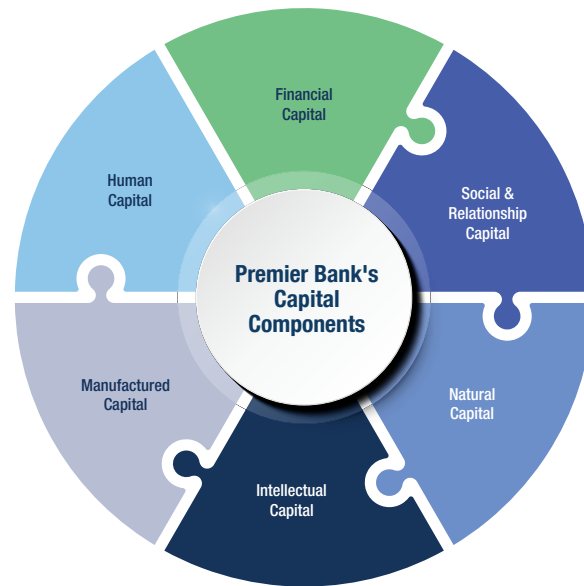 Financial
Capital
Social &
Relationship
Capital
Natural
Capital
Intellectual
Capital
Manufactured
Capital
Human
Capital
Premier Bank's
Capital
Components